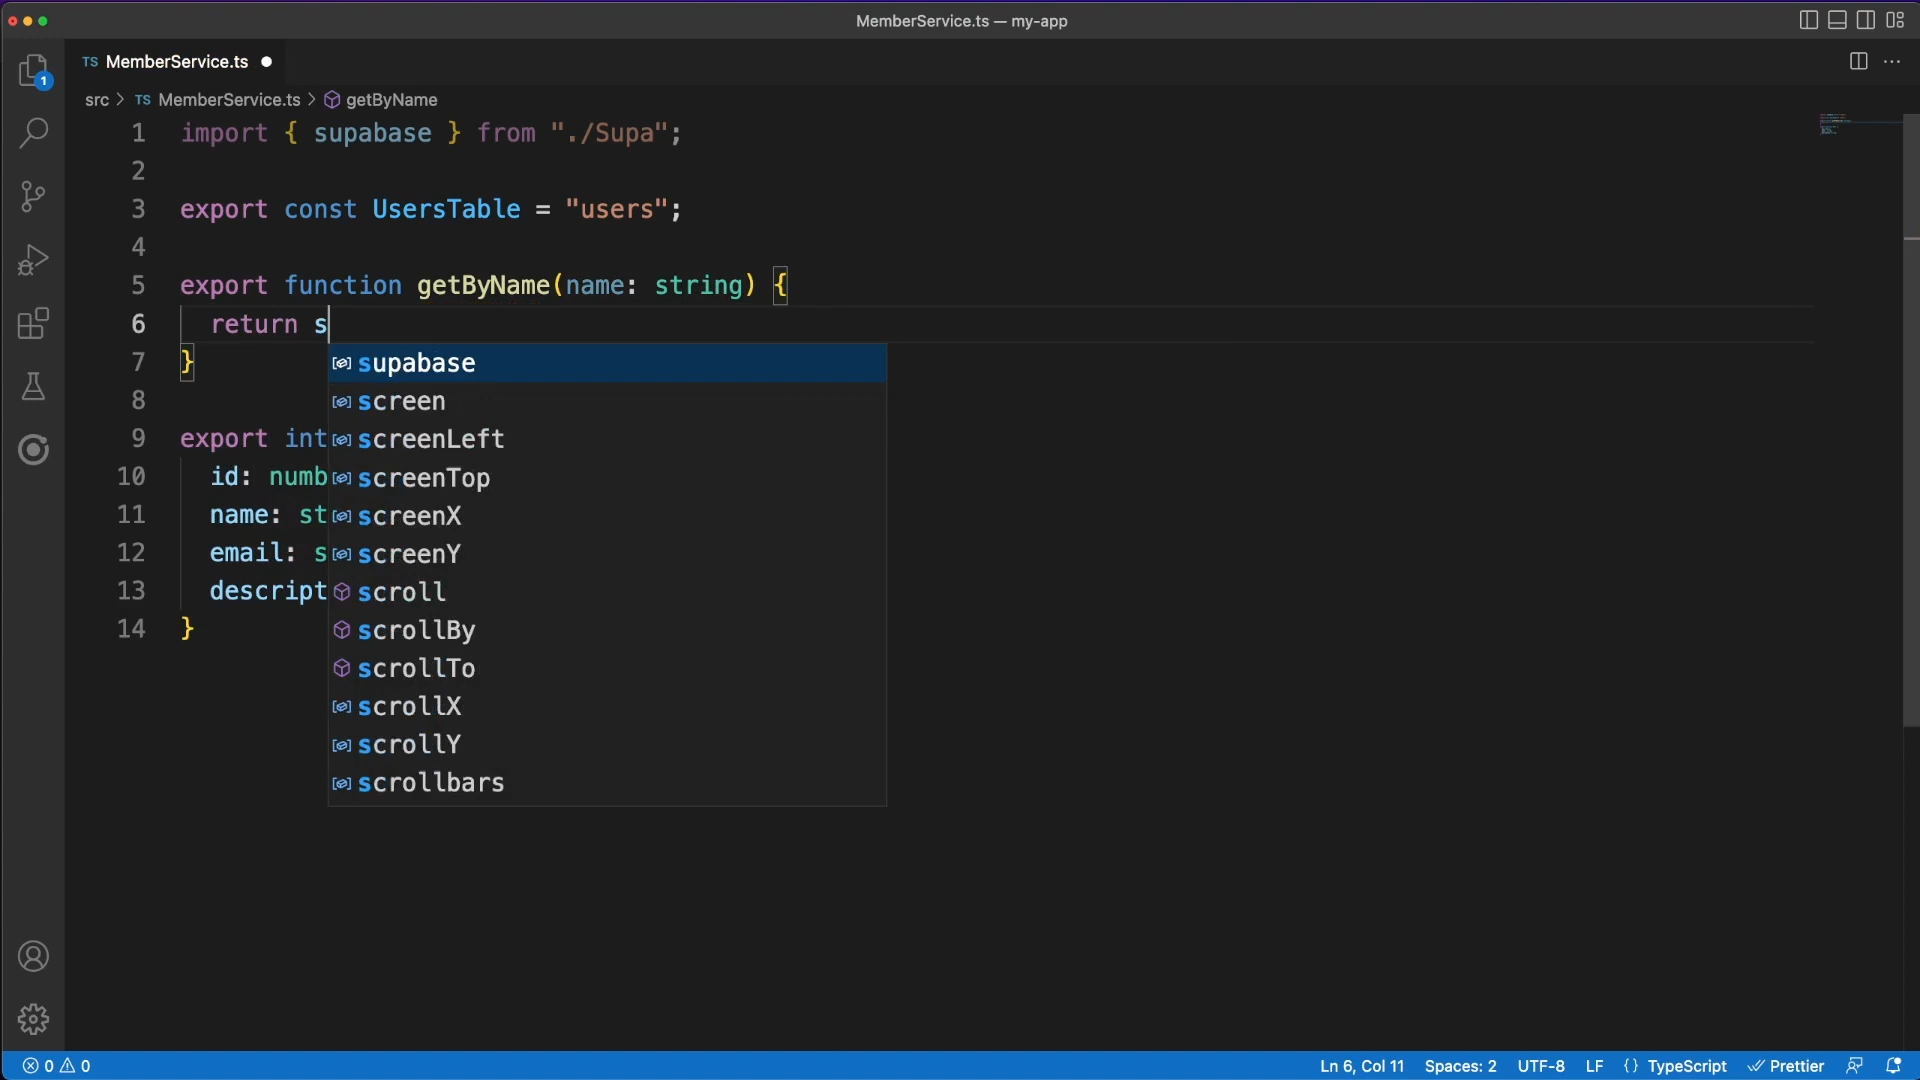 MemberService.ts — my-app
TS MemberService.ts
1
src > TS MemberService.ts > getByName
1 import { supabase } from "./Supa";
2
3 export const UsersTable = "users";
4
5 export function getByName(name: string) {
6 return s
7 }
8
9 export int
10 id: numb
11 name: st
12 email: s
13 descript
14 }
supabase
screen
screenLeft
screenTop
screenX
screenY
scroll
scrollBy
scrollTo
scrollX
scrollY
scrollbars
0 0 Ln 6, Col 11 Spaces: 2 UTF-8 LF {} TypeScript Prettier